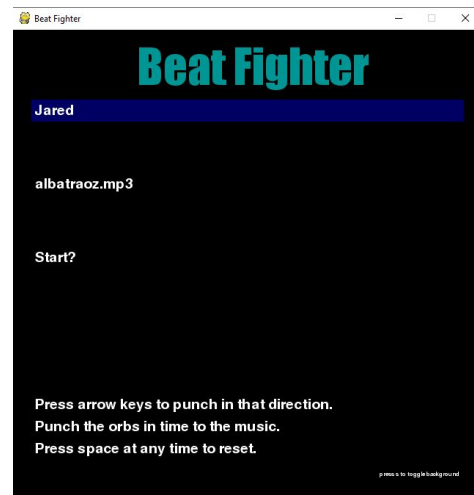 Beat Fighter
Beat Fighter
Jared
albatraoz.mp3
Start?
Press arrow keys to punch in that direction.
Punch the orbs in time to the music.
Press space at any time to reset.
press s to toggle background